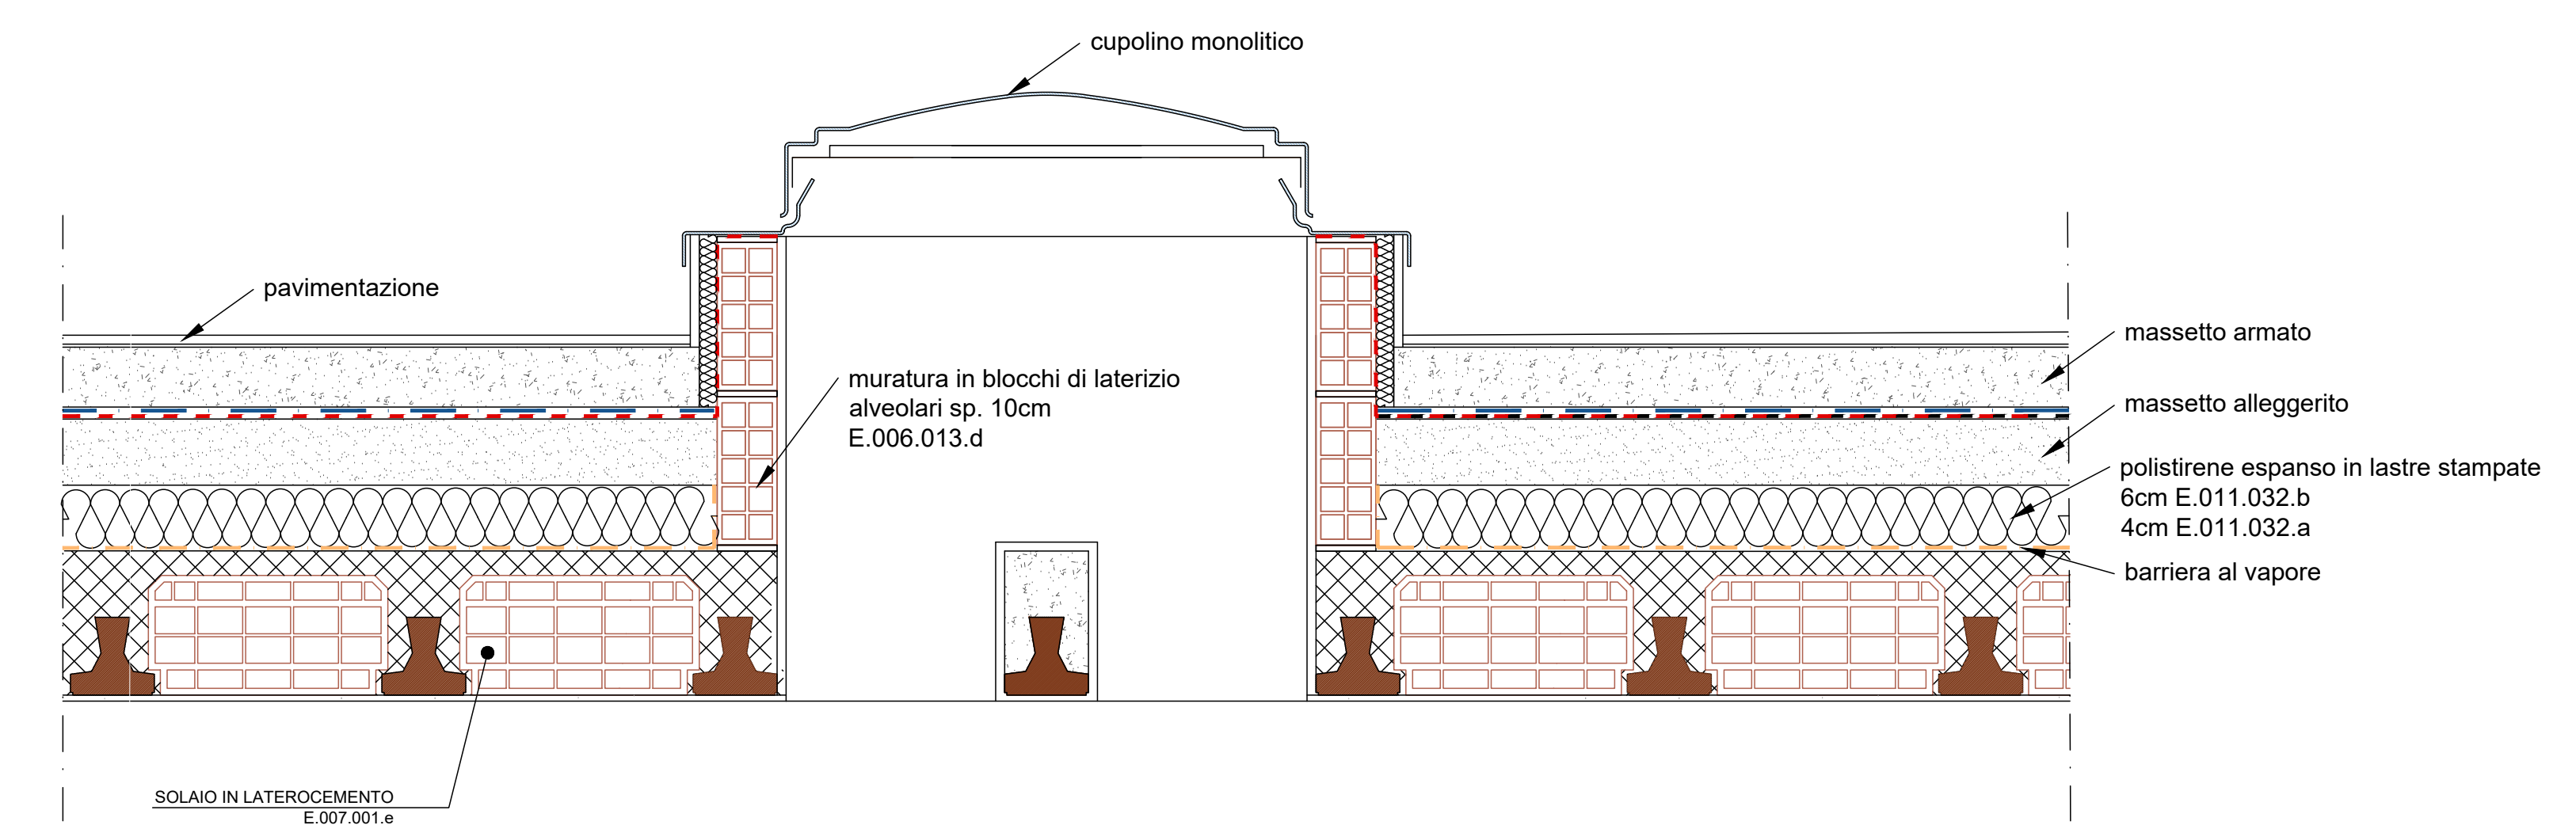 cupolino monolitico
pavimentazione
massetto armato
muratura in blocchi di laterizio
alveolari sp. 10cm
E.006.013.d
massetto alleggerito
polistirene espanso in lastre stampate
6cm E.011.032.b
4cm E.011.032.a
barriera al vapore
SOLAIO IN LATEROCEMENTO
E.007.001.e